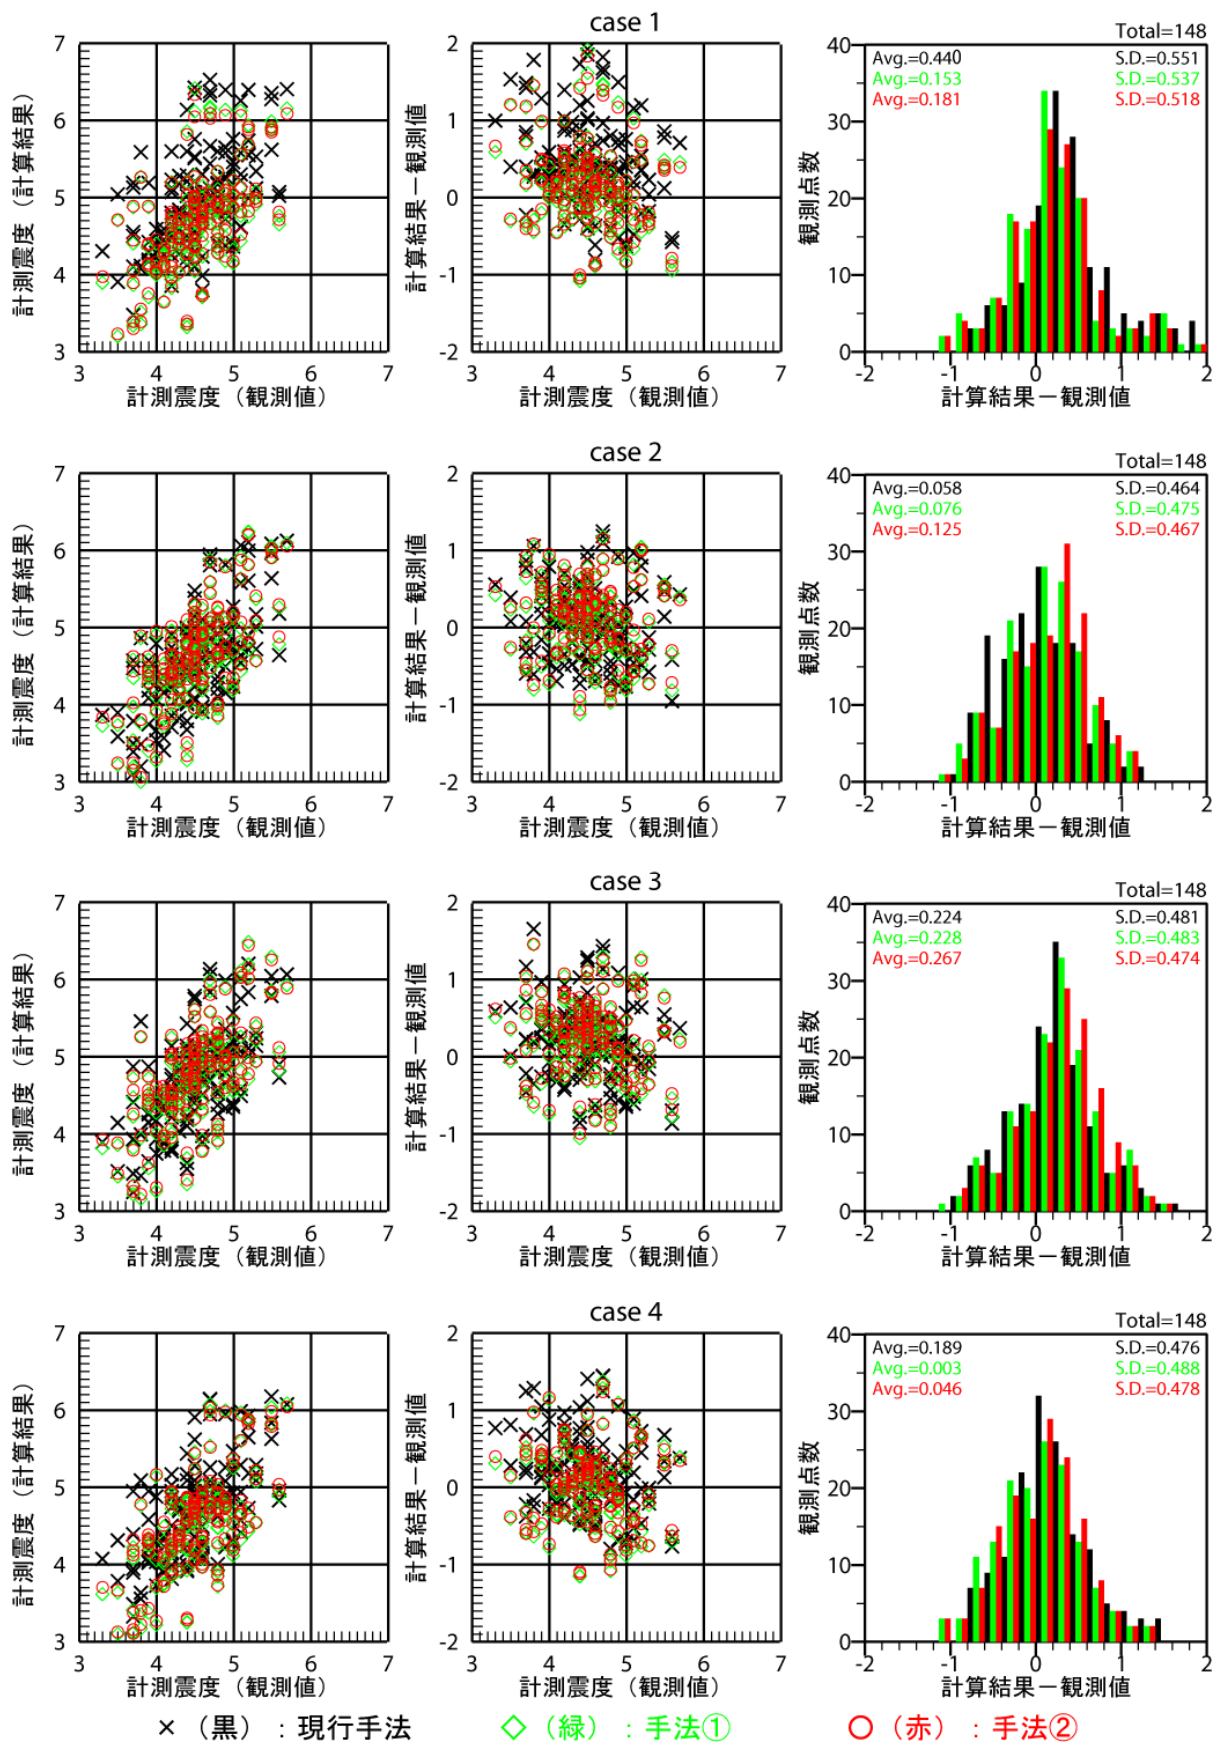 case 1
7
6
5
4
3
3
4
5
6
7
計測震度（計算結果）
計測震度（観測値）
2
1
0
-1
-2
3
4
5
6
7
計算結果－観測値
計測震度（観測値）
Total=148
Avg.=0.440
S.D.=0.551
Avg.=0.153
S.D.=0.537
Avg.=0.181
S.D.=0.518
40
30
20
10
0
-2
-1
0
1
2
観測点数
計算結果－観測値
case 2
7
6
5
4
3
3
4
5
6
7
計測震度（計算結果）
計測震度（観測値）
2
1
0
-1
-2
3
4
5
6
7
計算結果－観測値
計測震度（観測値）
Total=148
Avg.=0.058
S.D.=0.464
Avg.=0.076
S.D.=0.475
Avg.=0.125
S.D.=0.467
40
30
20
10
0
-2
-1
0
1
2
観測点数
計算結果－観測値
case 3
7
6
5
4
3
3
4
5
6
7
計測震度（計算結果）
計測震度（観測値）
2
1
0
-1
-2
3
4
5
6
7
計算結果－観測値
計測震度（観測値）
Total=148
Avg.=0.224
S.D.=0.481
Avg.=0.228
S.D.=0.483
Avg.=0.267
S.D.=0.474
40
30
20
10
0
-2
-1
0
1
2
観測点数
計算結果－観測値
case 4
7
6
5
4
3
3
4
5
6
7
計測震度（計算結果）
計測震度（観測値）
2
1
0
-1
-2
3
4
5
6
7
計算結果－観測値
計測震度（観測値）
Total=148
Avg.=0.189
S.D.=0.476
Avg.=0.003
S.D.=0.488
Avg.=0.046
S.D.=0.478
40
30
20
10
0
-2
-1
0
1
2
観測点数
計算結果－観測値
（黒）：現行手法
（緑）：手法①
（赤）：手法②